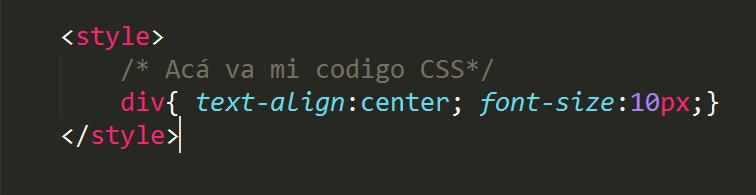 <style>
/* Acá va mi codigo CSS*/
div{ text-align:center; font-size:10px;}
</style>